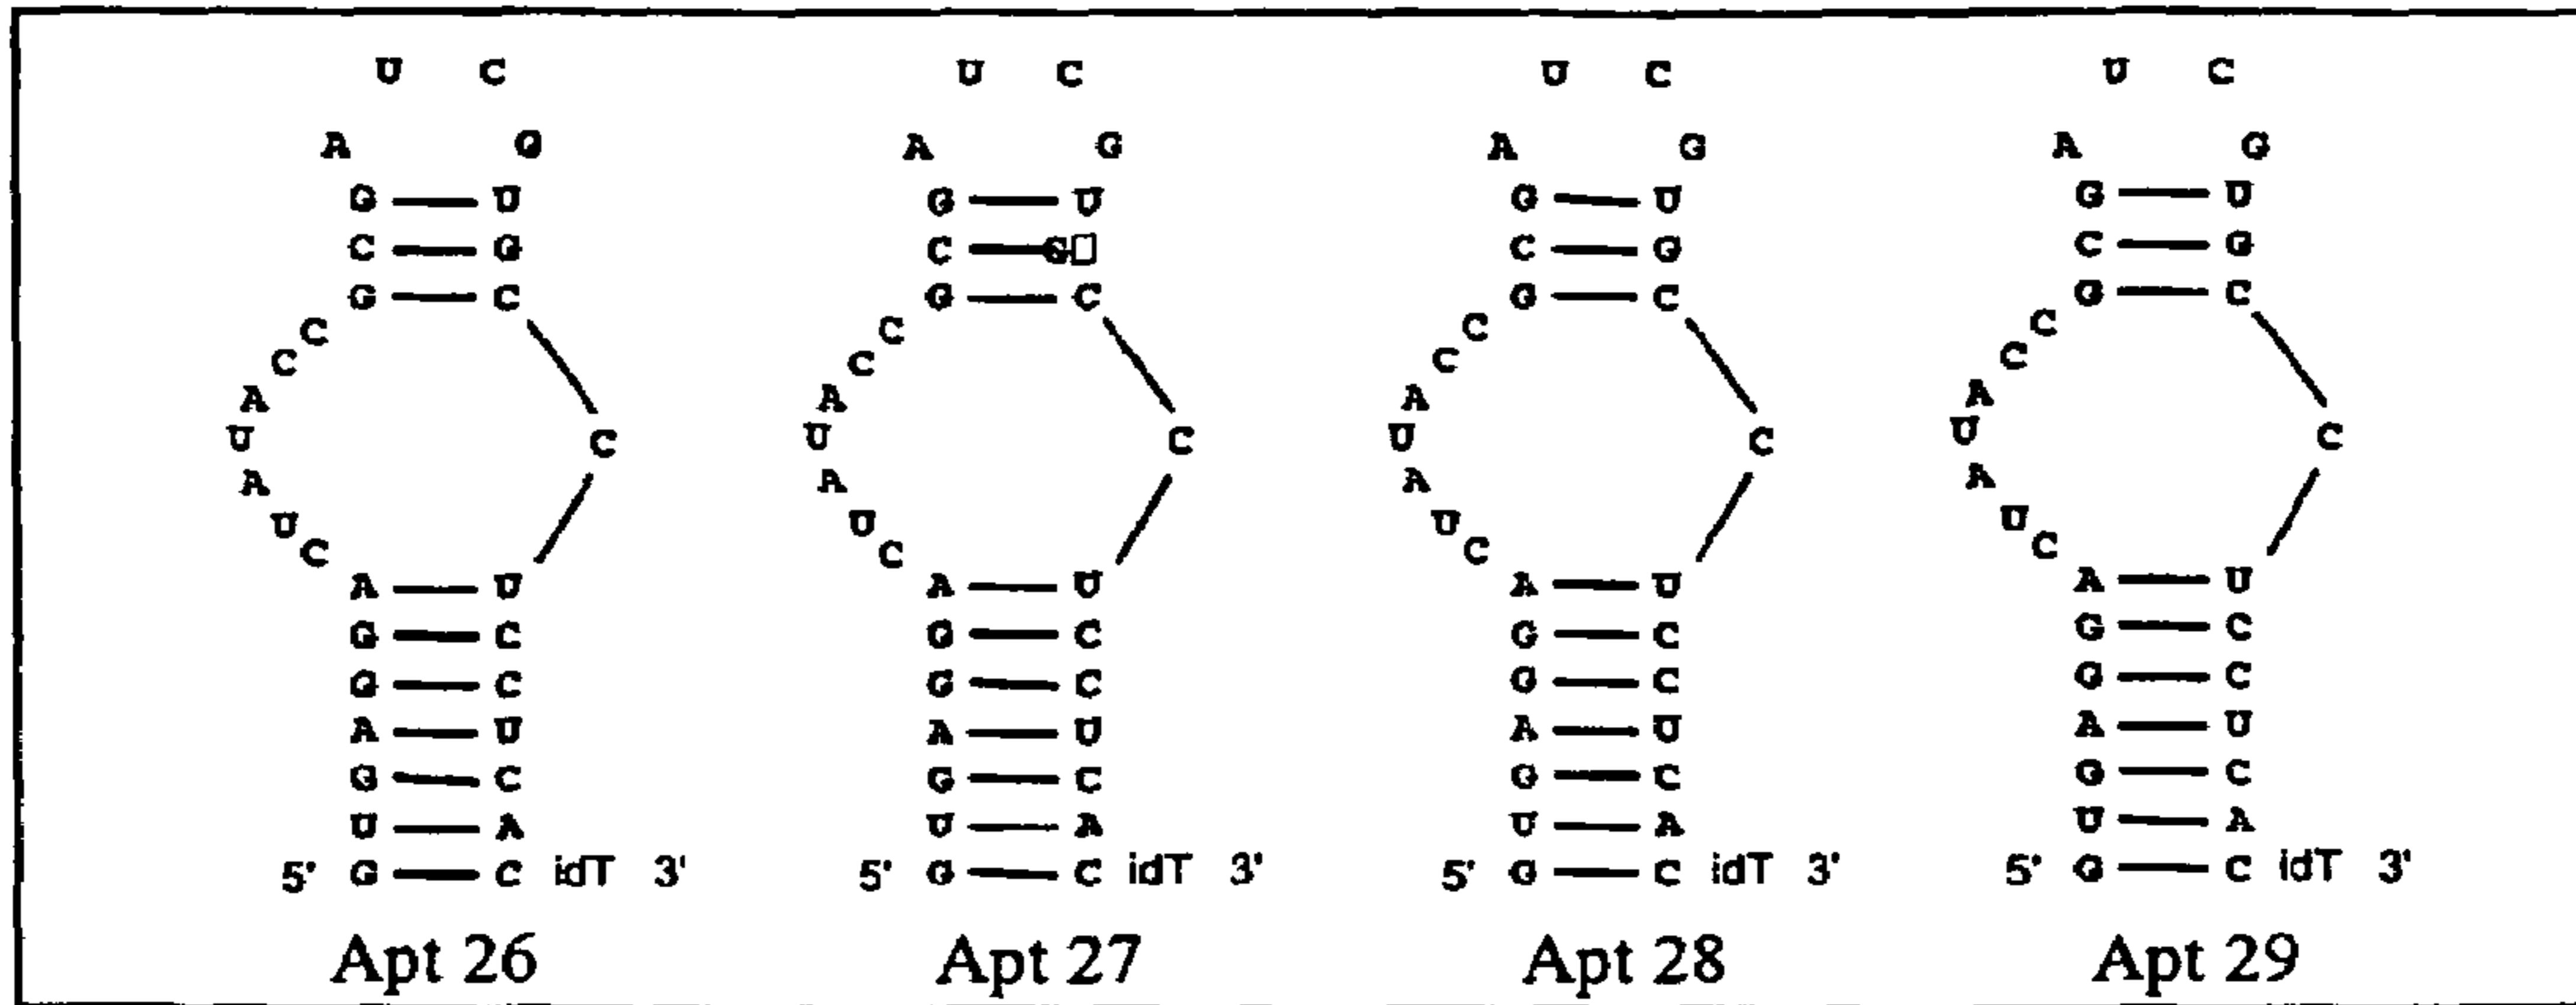 U C U C U C U C
A G A G A G A G
G U G U G U G U
C G C G□ C G C G
G C G C G C G C
C C C C
C C C C
A A A A
U C U C U C U C
A A A A
U U U U
C C C C
A U A U A U A U
G C G C G C G C
G C G C G C G C
A U A U A U A U
G C G C G C G C
U A U A U A U A
5' G C idT 3' 5' G C idT 3' 5' G C idT 3' 5' G C idT 3'
Apt 26 Apt 27 Apt 28 Apt 29